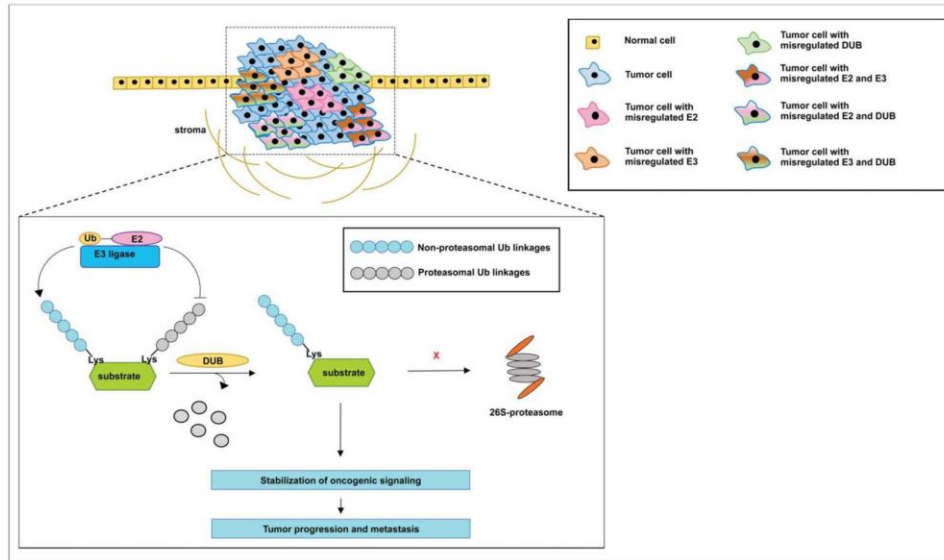 stroma
Normal cell
Tumor cell
Tumor cell with
misregulated E2
Tumor cell with
misregulated E3
Tumor cell with
misregulated DUB
Tumor cell with
misregulated E2 and E3
Tumor cell with
misregulated E2 and DUB
Tumor cell with
misregulated E3 and DUB
Ub
E2
E3 ligase
Non-proteasomal Ub linkages
Proteasomal Ub linkages
Lys
Lys
substrate
DUB
Lys
substrate
X
26S-proteasome
Stabilization of oncogenic signaling
Tumor progression and metastasis